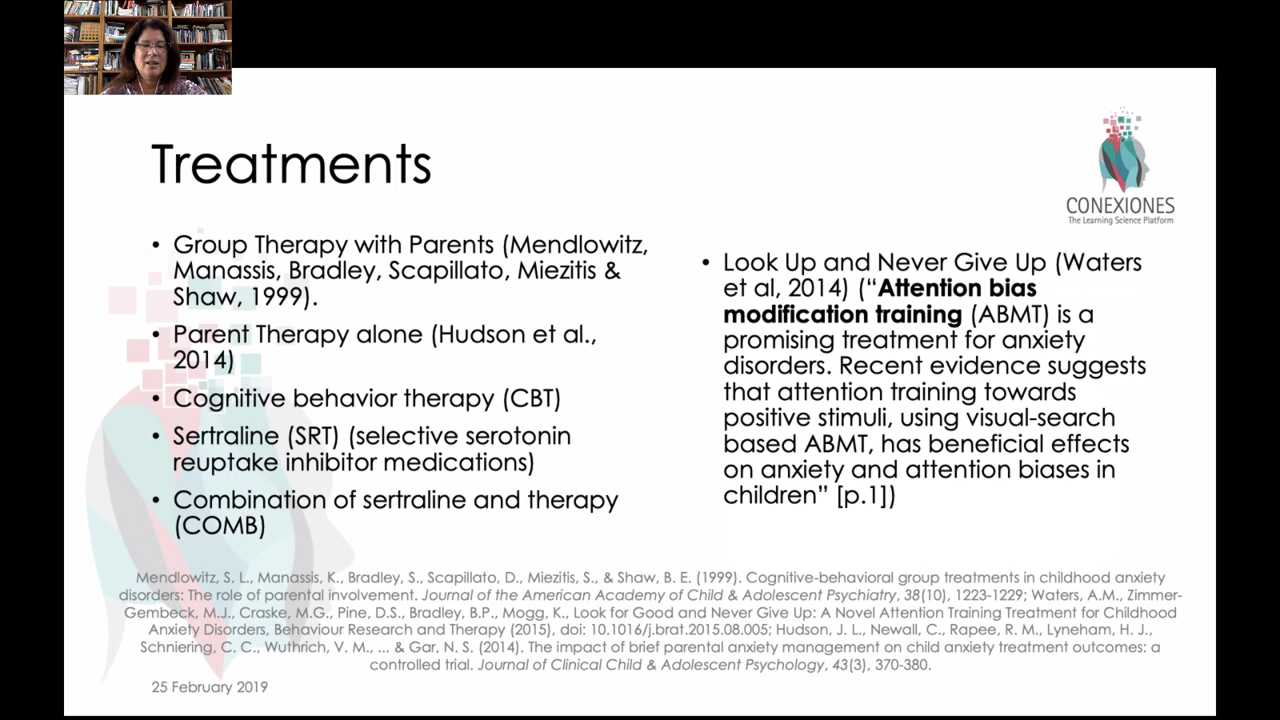 Treatments
CONEXIONES
The Learning Science Platform
• Group Therapy with Parents (Mendlowitz,
Manassis, Bradley, Scapillato, Miezitis &
Shaw, 1999).
• Parent Therapy alone (Hudson et al.,
2014)
• Cognitive behavior therapy (CBT)
• Sertraline (SRT) (selective serotonin
reuptake inhibitor medications)
• Combination of sertraline and therapy
(COMB)
• Look Up and Never Give Up (Waters
et al, 2014) (“Attention bias
modification training (ABMT) is a
promising treatment for anxiety
disorders. Recent evidence suggests
that attention training towards
positive stimuli, using visual-search
based ABMT, has beneficial effects
on anxiety and attention biases in
children” [p.1])
Mendlowitz, S. L., Manassis, K., Bradley, S., Scapillato, D., Miezitis, S., & Shaw, B. E. (1999). Cognitive-behavioral group treatments in childhood anxiety
disorders: The role of parental involvement. Journal of the American Academy of Child & Adolescent Psychiatry, 38(10), 1223-1229; Waters, A.M., Zimmer-
Gembeck, M.J., Craske, M.G., Pine, D.S., Bradley, B.P., Mogg, K., Look for Good and Never Give Up: A Novel Attention Training Treatment for Childhood
Anxiety Disorders, Behaviour Research and Therapy (2015), doi: 10.1016/j.brat.2015.08.005; Hudson, J. L., Newall, C., Rapee, R. M., Lyneham, H. J.,
Schniering, C. C., Wuthrich, V. M., ... & Gar, N. S. (2014). The impact of brief parental anxiety management on child anxiety treatment outcomes: a
controlled trial. Journal of Clinical Child & Adolescent Psychology, 43(3), 370-380.
25 February 2019